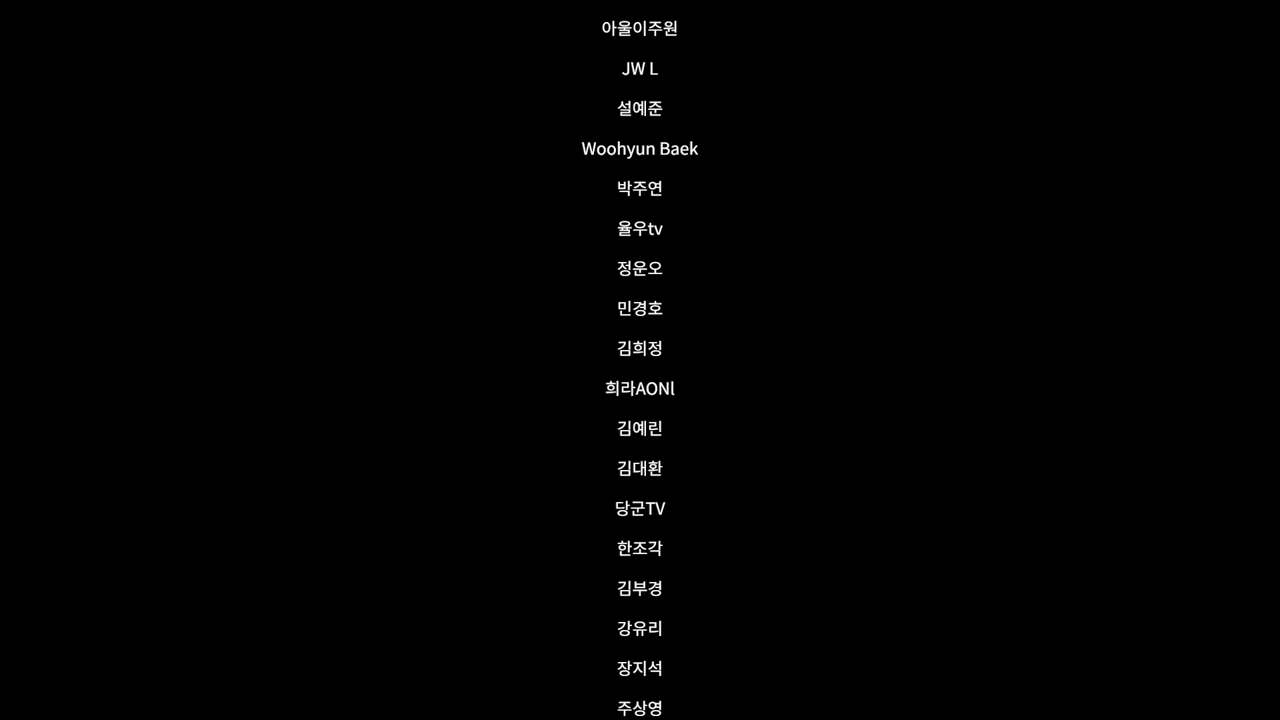 아울이주원
JW L
설예준
Woohyun Baek
박주연
율우tv
정운오
민경호
김희정
희라AONl
김예린
김대환
당군TV
한조각
김부경
강유리
장지석
주상영